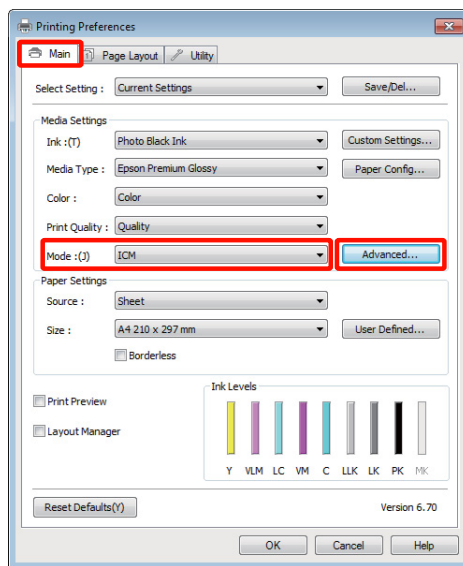 Printing Preferences
Main Page Layout Utility
Select Setting : Current Settings Save/Del...
Media Settings
Ink :(T) Photo Black Ink Custom Settings...
Media Type : Epson Premium Glossy Paper Config...
Color : Color
Print Quality : Quality
Mode :(J) ICM Advanced...
Paper Settings
Source : Sheet
Size : A4 210 x 297 mm User Defined...
Borderless
Ink Levels
Print Preview
Layout Manager
Y VLM LC VM C LLK LK PK MK
Reset Defaults(Y) Version 6.70
OK Cancel Help